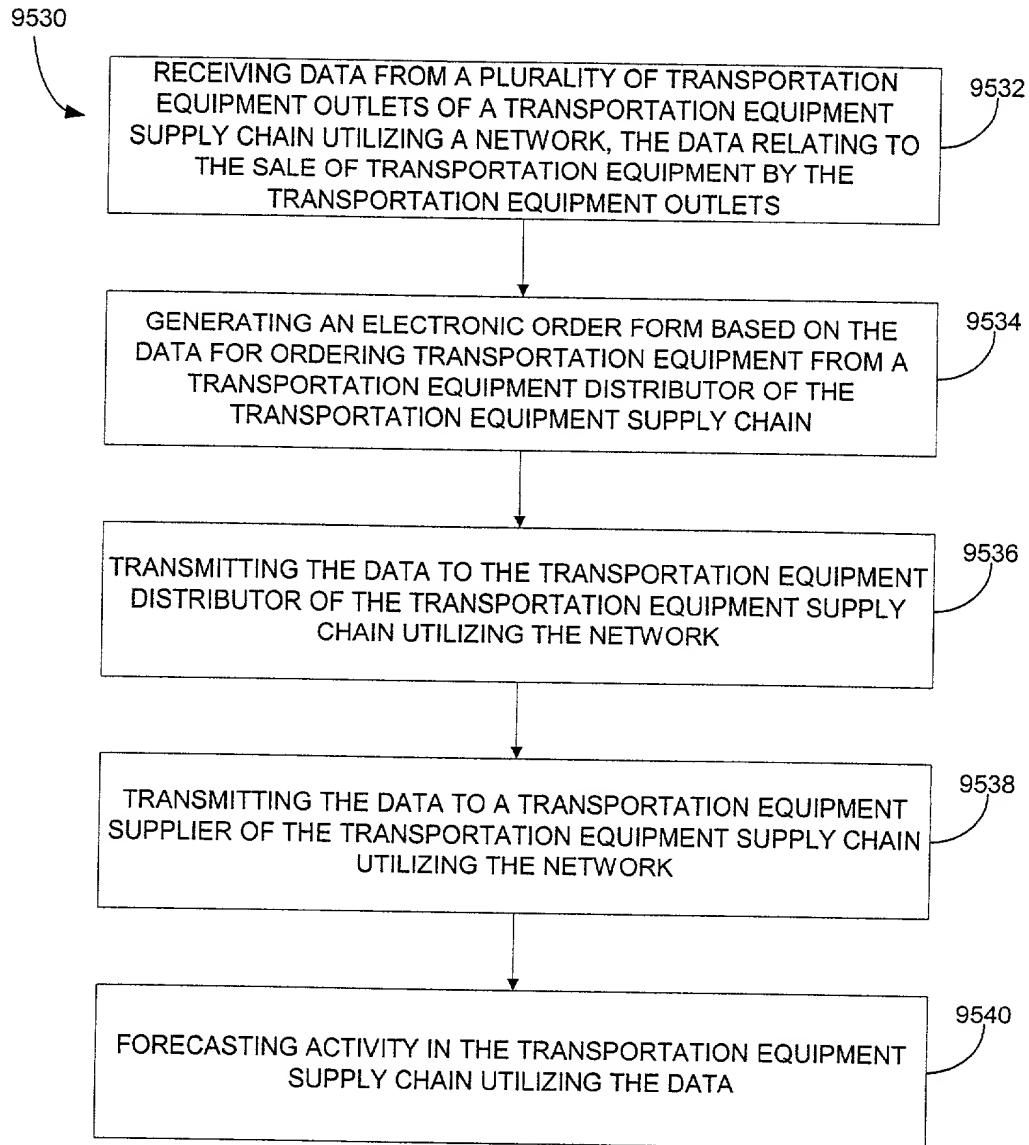 9530
RECEIVING DATA FROM A PLURALITY OF TRANSPORTATION
EQUIPMENT OUTLETS OF A TRANSPORTATION EQUIPMENT
SUPPLY CHAIN UTILIZING A NETWORK, THE DATA RELATING TO
THE SALE OF TRANSPORTATION EQUIPMENT BY THE
TRANSPORTATION EQUIPMENT OUTLETS
9532
GENERATING AN ELECTRONIC ORDER FORM BASED ON THE
DATA FOR ORDERING TRANSPORTATION EQUIPMENT FROM A
TRANSPORTATION EQUIPMENT DISTRIBUTOR OF THE
TRANSPORTATION EQUIPMENT SUPPLY CHAIN
9534
TRANSMITTING THE DATA TO THE TRANSPORTATION EQUIPMENT
DISTRIBUTOR OF THE TRANSPORTATION EQUIPMENT SUPPLY
CHAIN UTILIZING THE NETWORK
9536
TRANSMITTING THE DATA TO A TRANSPORTATION EQUIPMENT
SUPPLIER OF THE TRANSPORTATION EQUIPMENT SUPPLY CHAIN
UTILIZING THE NETWORK
9538
FORECASTING ACTIVITY IN THE TRANSPORTATION EQUIPMENT
SUPPLY CHAIN UTILIZING THE DATA
9540